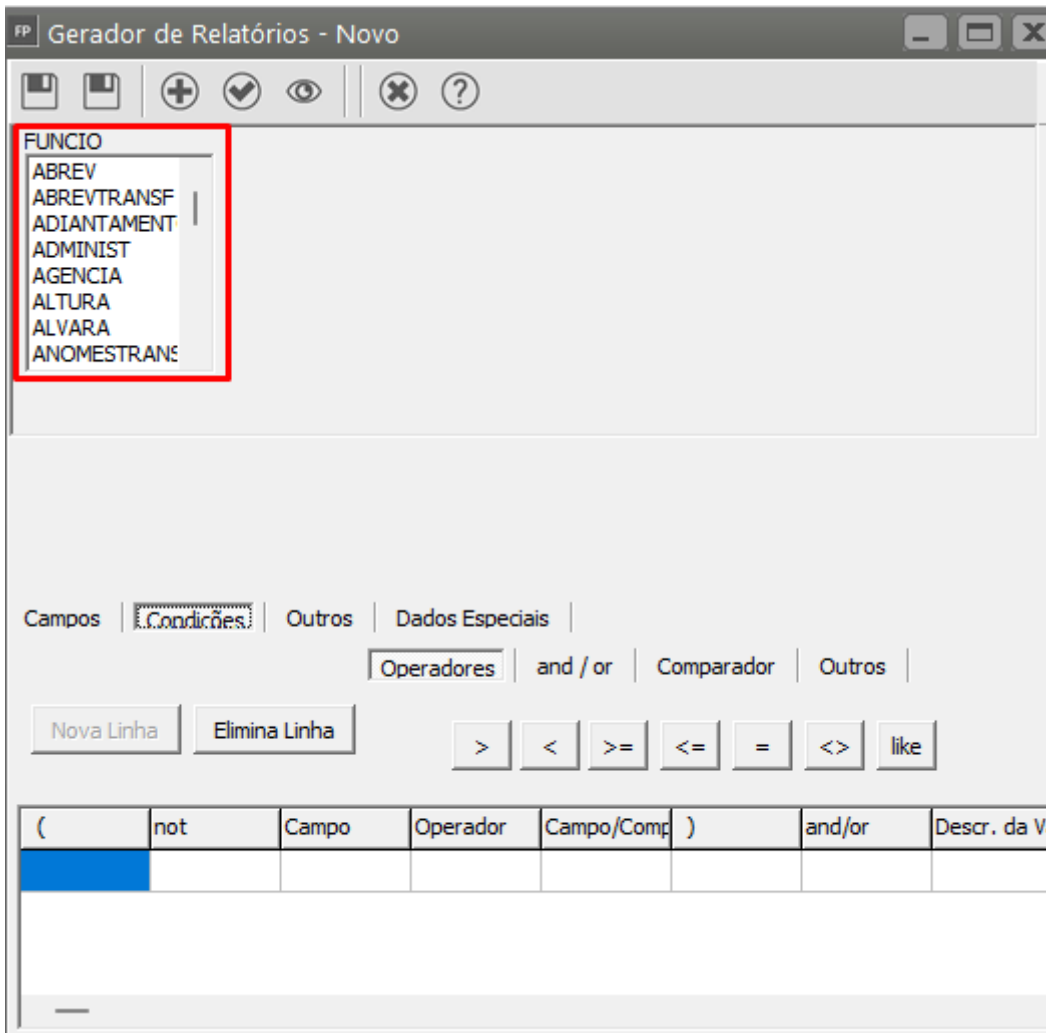 FP Gerador de Relatórios - Novo
FUNCIO
ABREV
ABREVTRANSF
ADIANTAMENT
ADMINIST
AGENCIA
ALTURA
ALVARA
ANOMESTRANS
Campos Condições Outros Dados Especiais
Operadores and / or Comparador Outros
Nova Linha Elimina Linha > < >= <= = <> like
( not Campo Operador Campo/Comp ) and/or Descr. da V